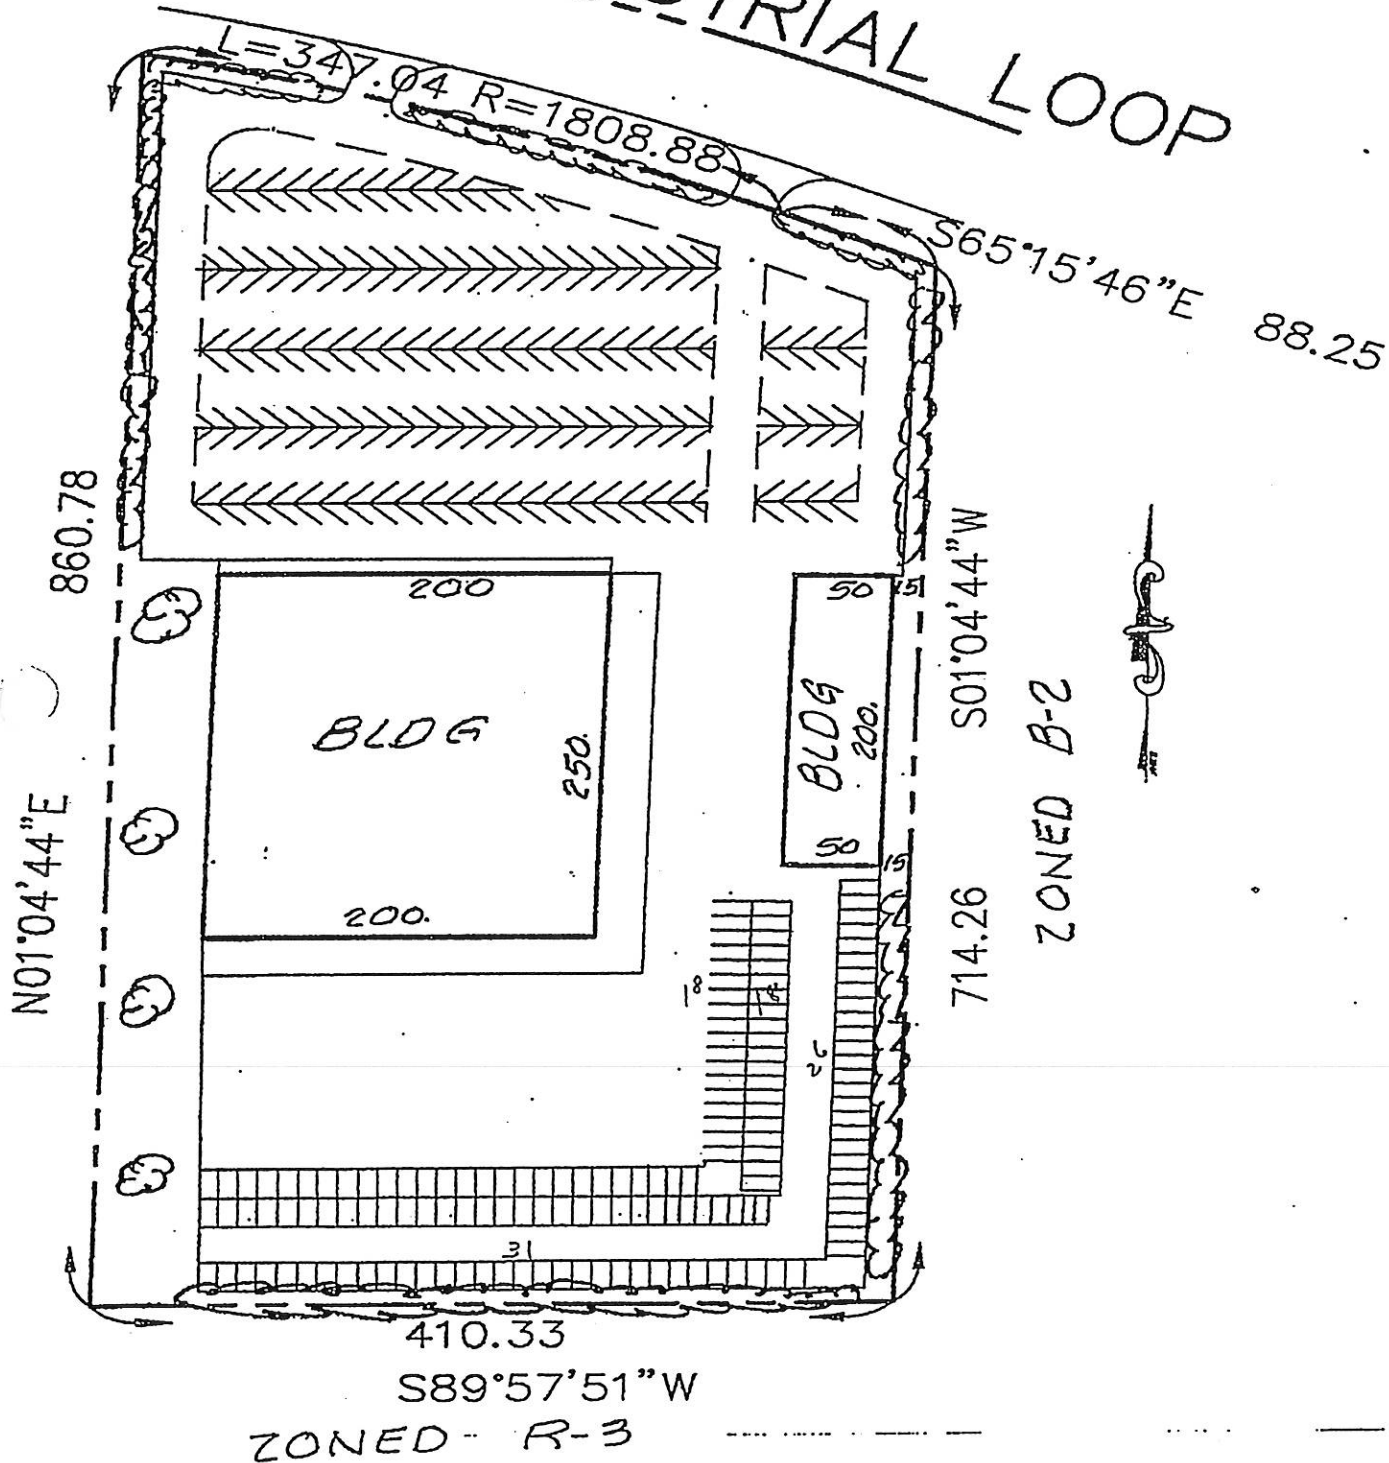 TRIAL LOOP
L=347.04 R=1808.88
S65°15'46"E 88.25
860.78
N01°04'44"E
200
BLDG
250.
200.
50
15
BLDG
200.
50
15
S01°04'44"W
714.26
ZONED B-2
18
18
26
31
410.33
S89°57'51"W
ZONED - R-3